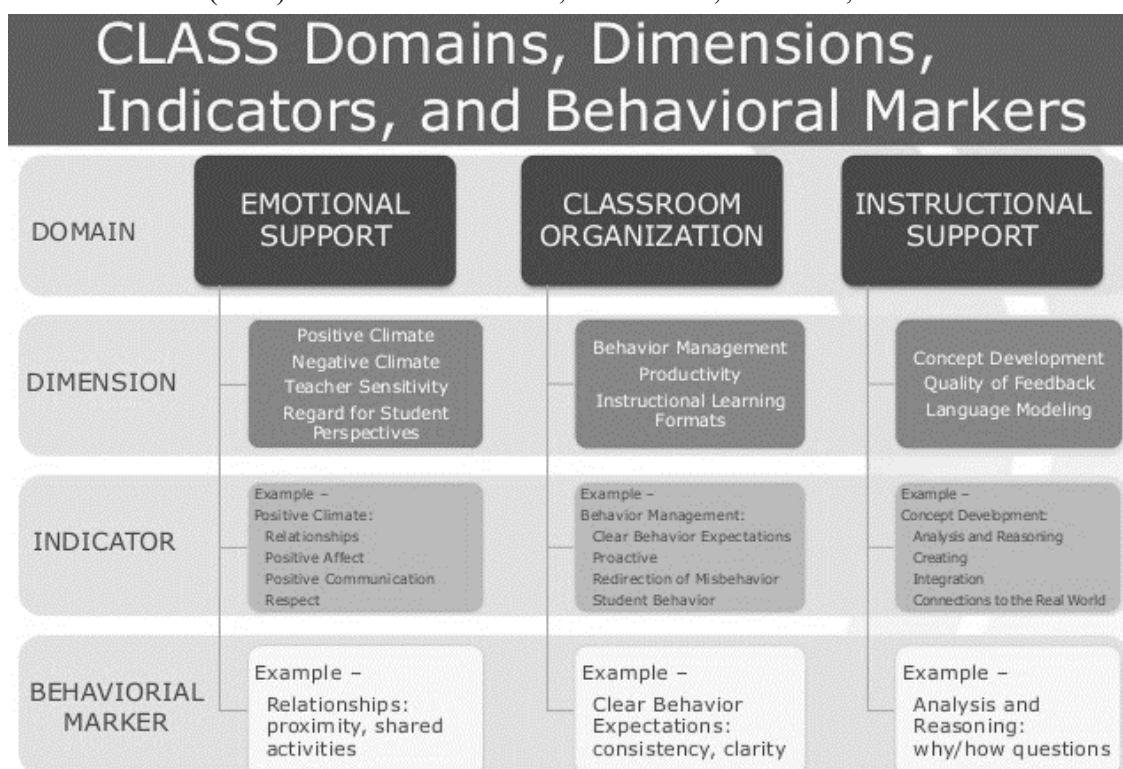 CLASS Domains, Dimensions,
Indicators, and Behavioral Markers
DOMAIN
EMOTIONAL
SUPPORT
CLASSROOM
ORGANIZATION
INSTRUCTIONAL
SUPPORT
DIMENSION
Positive Climate
Negative Climate
Teacher Sensitivity
Regard for Student
Perspectives
Behavior Management
Productivity
Instructional Learning
Formats
Concept Development
Quality of Feedback
Language Modeling
INDICATOR
Example –
Positive Climate:
Relationships
Positive Affect
Positive Communication
Respect
Example –
Behavior Management:
Clear Behavior Expectations
Proactive
Redirection of Misbehavior
Student Behavior
Example –
Concept Development:
Analysis and Reasoning
Creating
Integration
Connections to the Real World
BEHAVIORIAL
MARKER
Example –
Relationships:
proximity, shared
activities
Example –
Clear Behavior
Expectations:
consistency, clarity
Example –
Analysis and
Reasoning:
why/how questions